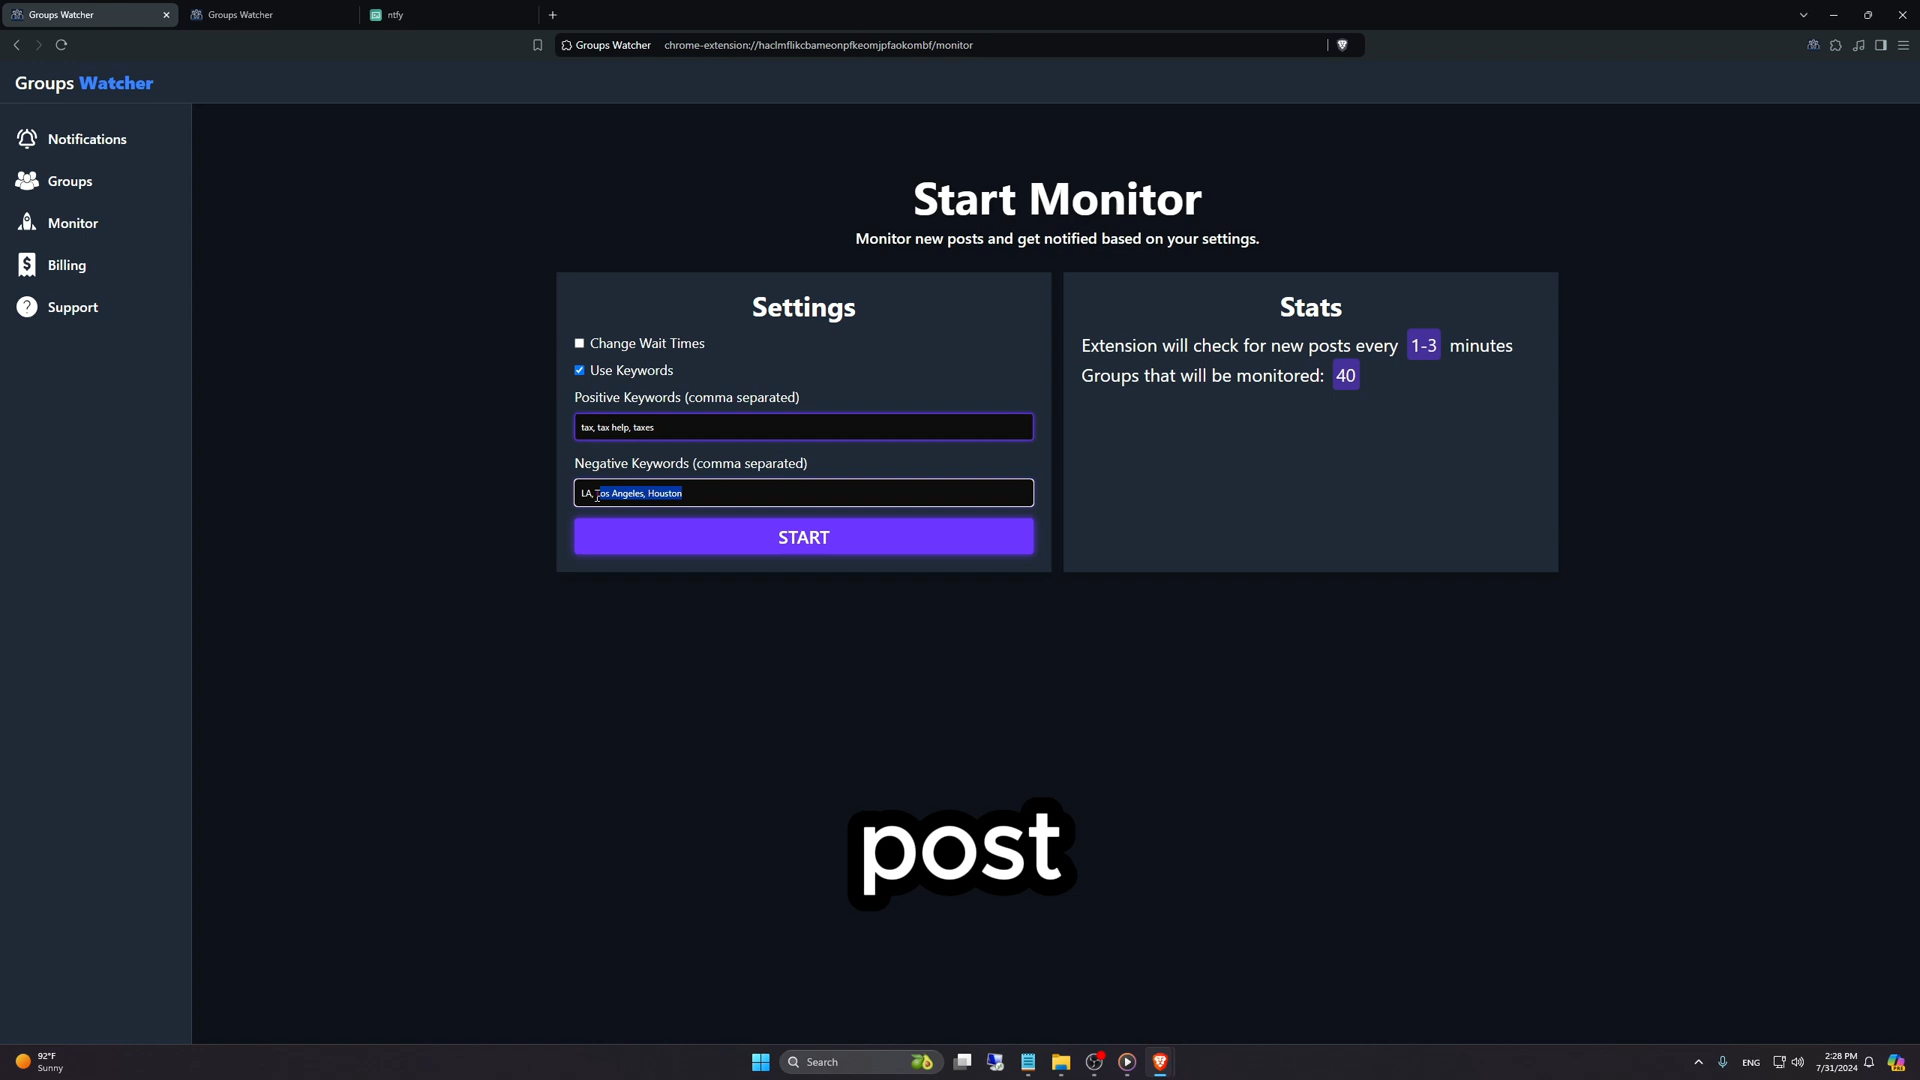 Groups Watcher
Groups Watcher
ntfy
Groups Watcher
chrome-extension://haclmflikcbameonpfkeomjpfaokombf/monitor
Groups Watcher
Notifications
Groups
Monitor
Billing
Support
Start Monitor
Monitor new posts and get notified based on your settings.
Settings
Change Wait Times
Use Keywords
Positive Keywords (comma separated)
tax, tax help, taxes
Negative Keywords (comma separated)
LA, Los Angeles, Houston
START
Stats
Extension will check for new posts every 1-3 minutes
Groups that will be monitored: 40
post
92°F
Sunny
Search
ENG
2:28 PM
7/31/2024